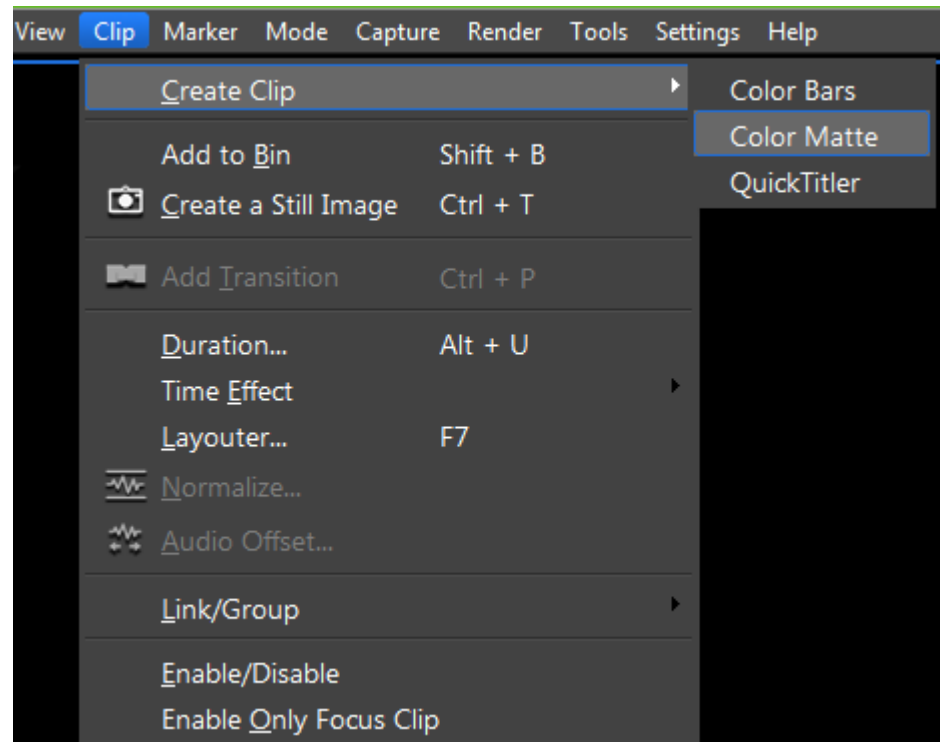 View Clip Marker Mode Capture Render Tools Settings Help
Create Clip
Color Bars
Color Matte
QuickTitler
Add to Bin Shift + B
Create a Still Image Ctrl + T
Add Transition Ctrl + P
Duration... Alt + U
Time Effect
Layouter... F7
Normalize...
Audio Offset...
Link/Group
Enable/Disable
Enable Only Focus Clip